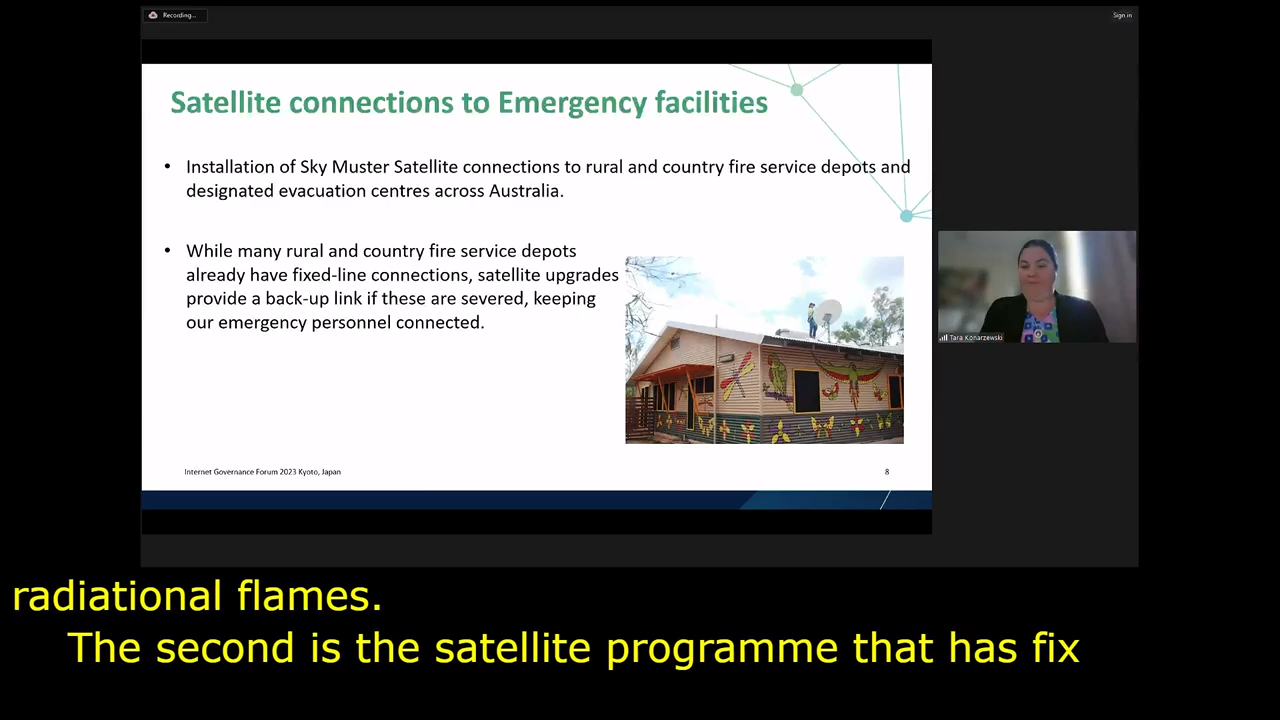 Recording...
Sign in
Satellite connections to Emergency facilities
• Installation of Sky Muster Satellite connections to rural and country fire service depots and
designated evacuation centres across Australia.
• While many rural and country fire service depots
already have fixed-line connections, satellite upgrades
provide a back-up link if these are severed, keeping
our emergency personnel connected.
Tara Konarzewski
Internet Governance Forum 2023 Kyoto, Japan
8
radiational flames.
The second is the satellite programme that has fix